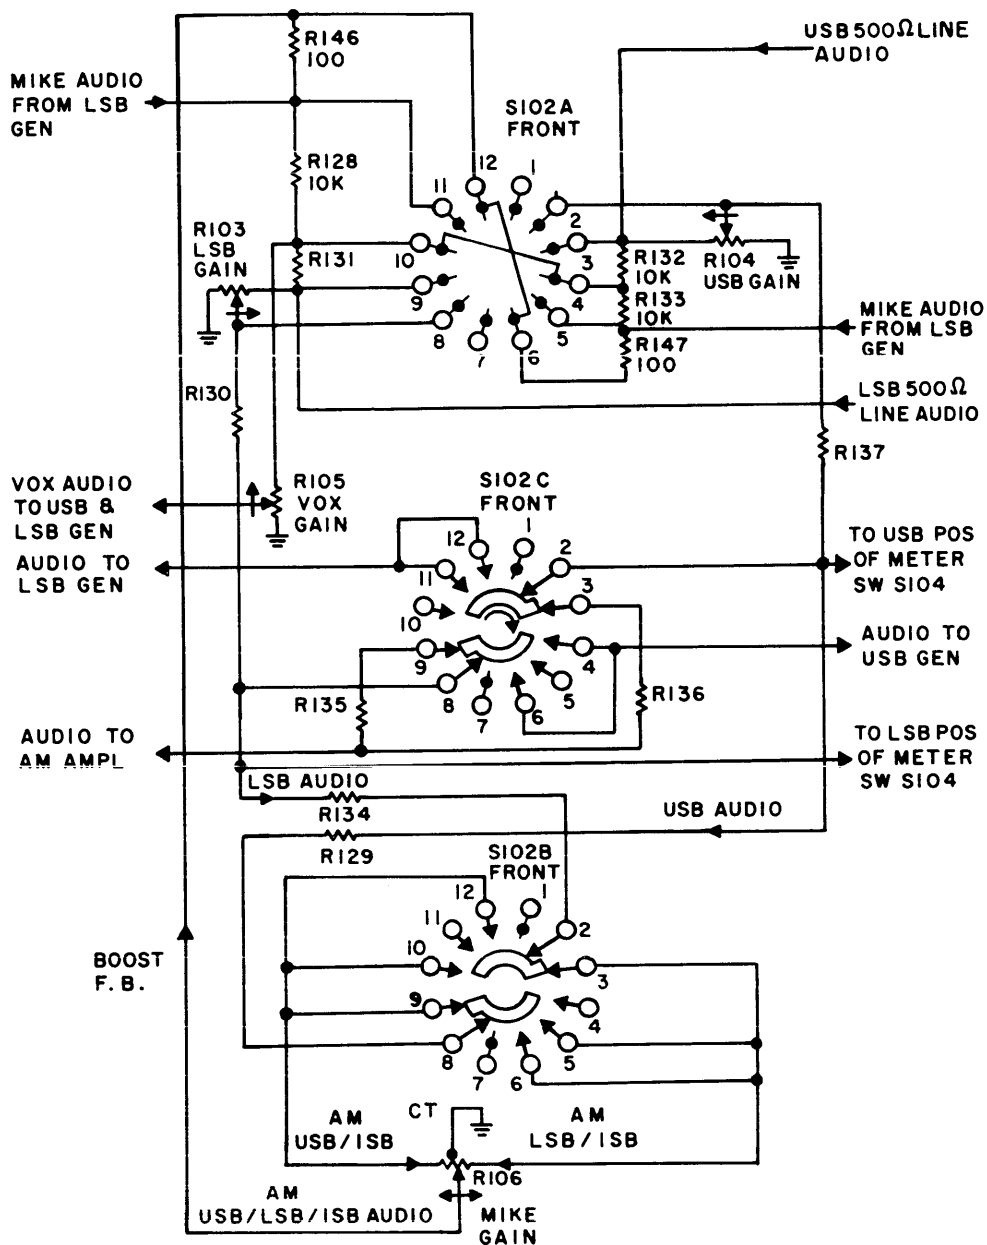 USB 500Ω LINE
AUDIO
R146
100
MIKE AUDIO
FROM LSB
GEN
S102A
FRONT
R128
10K
12
1
11
2
R103
LSB
GAIN
R131
10
3
R132
10K
R104
USB GAIN
9
4
R133
10K
MIKE AUDIO
FROM LSB
GEN
8
7
6
5
R147
100
R130
LSB 500Ω
LINE AUDIO
R137
VOX AUDIO
TO USB &
LSB GEN
R105
VOX
GAIN
S102C
FRONT
TO USB POS
OF METER
SW S104
AUDIO TO
LSB GEN
12
1
2
11
3
10
AUDIO TO
USB GEN
9
4
R135
8
7
6
5
R136
AUDIO TO
AM AMPL
TO LSB POS
OF METER
SW S104
LSB AUDIO
R134
USB AUDIO
R129
S102B
FRONT
12
1
11
2
10
3
BOOST
F. B.
9
4
8
7
6
5
CT
AM
USB/ISB
AM
LSB/ISB
R106
AM
USB/LSB/ISB AUDIO
MIKE
GAIN